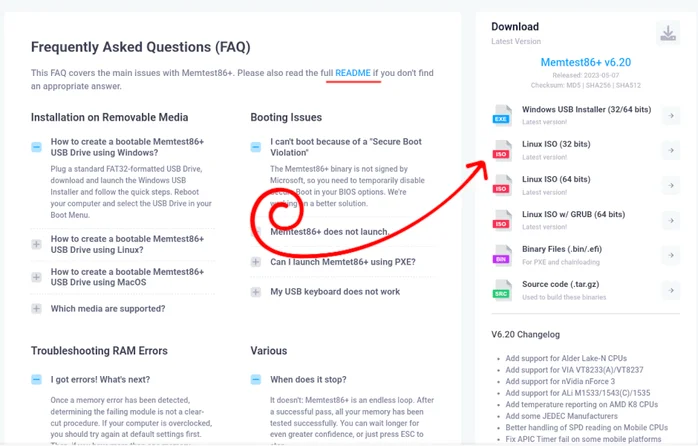 Frequently Asked Questions (FAQ)
This FAQ covers the main issues with Memtest86+. Please also read the full README if you don't find
an appropriate answer.
Installation on Removable Media
How to create a bootable Memtest86+
USB Drive using Windows?
Plug a standard FAT32-formatted USB Drive,
download and launch the Windows USB
Installer and follow the quick steps. Reboot
your computer and select the USB Drive in your
Boot Menu.
How to create a bootable Memtest86+
USB Drive using Linux?
How to create a bootable Memtest86+
USB Drive using MacOS
Which media are supported?
Booting Issues
I can't boot because of a "Secure Boot
Violation"
The Memtest86+ binary is not signed by
Microsoft, so you need to temporarily disable
Boot in your BIOS options. We're
on a better solution.
Memtest86+ does not launch.
Can I launch Memtet86+ using PXE?
My USB keyboard does not work
Troubleshooting RAM Errors
I got errors! What's next?
Once a memory error has been detected,
determining the failing module is not a clear-
cut procedure. If your computer is overclocked,
you should try again at default settings first.
Various
When does it stop?
It doesn't: Memtest86+ is an endless loop. After
a successful pass, all your memory has been
tested successfully. You can wait longer for
even greater confidence, or just press ESC to
Download
Latest Version
Memtest86+ v6.20
Released: 2023-05-07
Checksum: MD5 | SHA256 | SHA512
EXE
Windows USB Installer (32/64 bits)
Latest version!
ISO
Linux ISO (32 bits)
Latest version!
ISO
Linux ISO (64 bits)
Latest version!
ISO
Linux ISO w/ GRUB (64 bits)
Latest version!
BIN
Binary Files (.bin/.efi)
For PXE and chainloading
SRC
Source code (.tar.gz)
Used to build these binaries
V6.20 Changelog
Add support for Alder Lake-N CPUs
Add support for VIA VT8233(A)/VT8237
Add support for nVidia nForce 3
Add support for ALi M1533/1543(C)/1535
Add temperature reporting on AMD K8 CPUs
Add some JEDEC Manufacturers
Better handling of SPD reading on Mobile CPUs
Fix APIC Timer fail on some mobile platforms